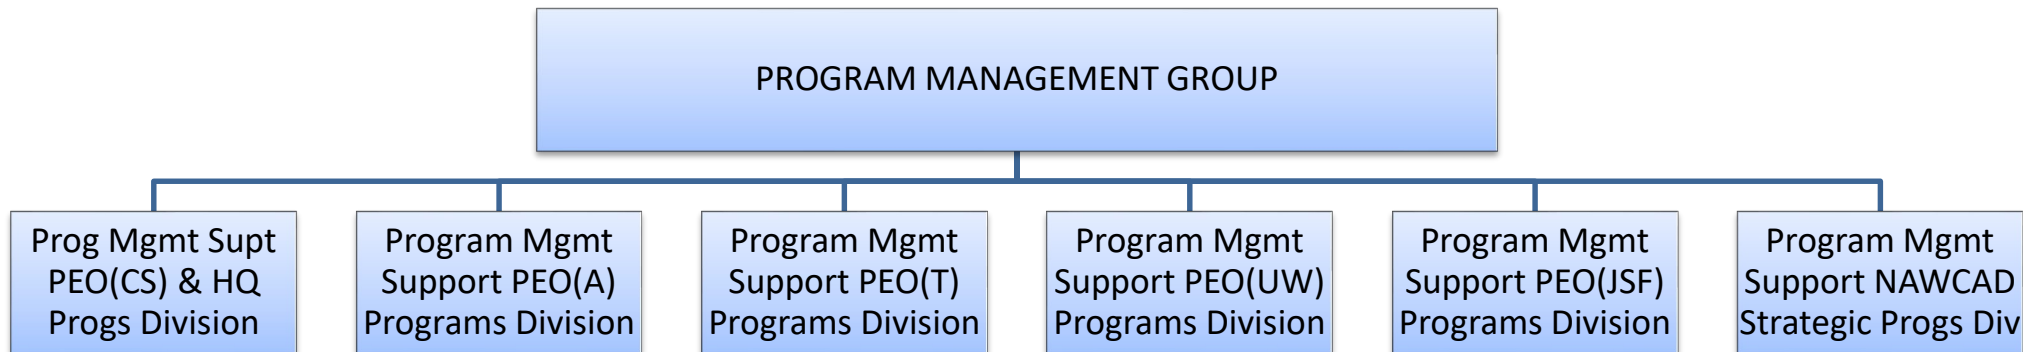 PROGRAM MANAGEMENT GROUP
Prog Mgmt Supt
PEO(CS) & HQ
Progs Division
Program Mgmt
Support PEO(A)
Programs Division
Program Mgmt
Support PEO(T)
Programs Division
Program Mgmt
Support PEO(UW)
Programs Division
Program Mgmt
Support PEO(JSF)
Programs Division
Program Mgmt
Support NAWCAD
Strategic Progs Div